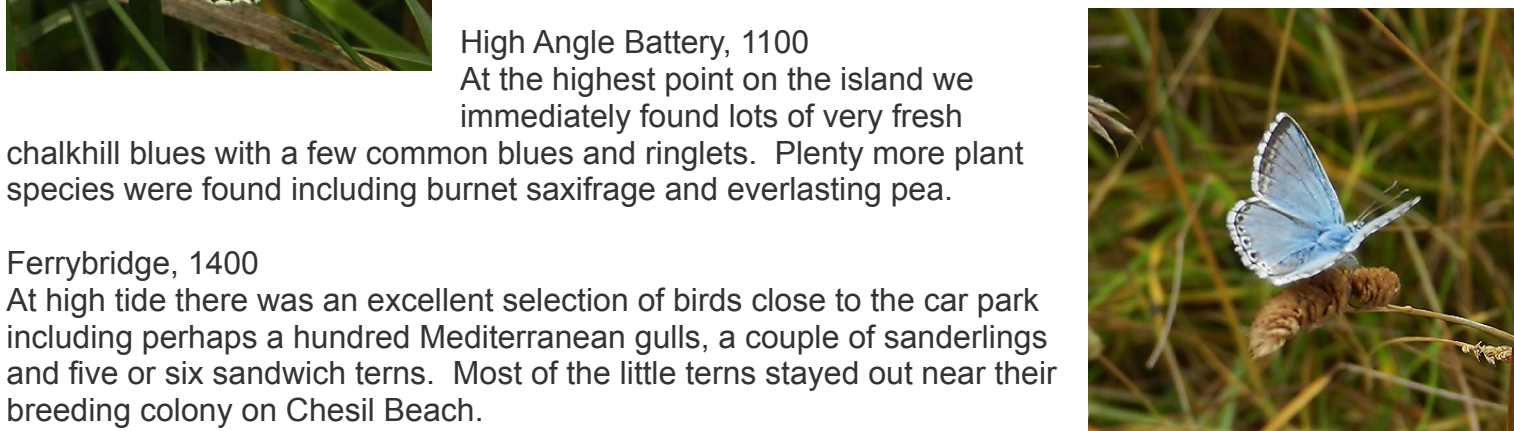 High Angle Battery, 1100
At the highest point on the island we
immediately found lots of very fresh
chalkhill blues with a few common blues and ringlets.  Plenty more plant
species were found including burnet saxifrage and everlasting pea.
Ferrybridge, 1400
At high tide there was an excellent selection of birds close to the car park
including perhaps a hundred Mediterranean gulls, a couple of sanderlings
and five or six sandwich terns.  Most of the little terns stayed out near their
breeding colony on Chesil Beach.